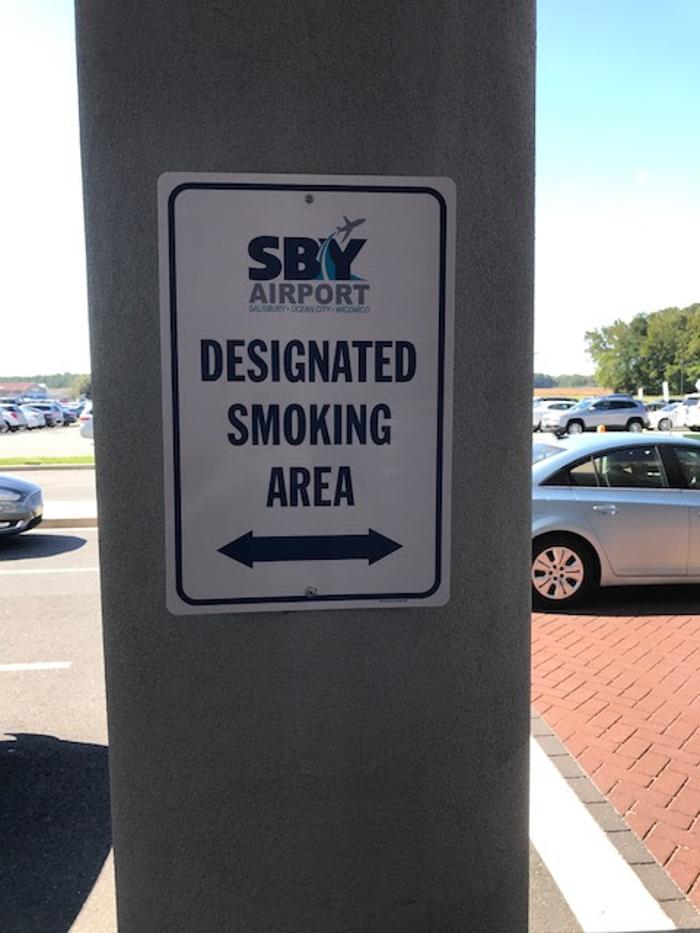 SBY
AIRPORT
SALISBURY • OCEAN CITY • WICOMICO
DESIGNATED
SMOKING
AREA